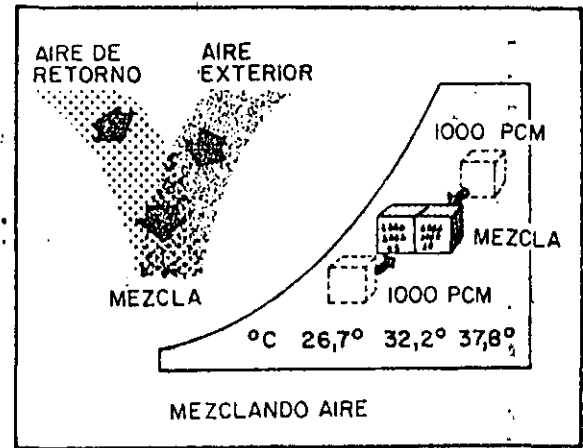 AIRE DE
RETORNO
AIRE
EXTERIOR
MEZCLA
1000 PCM
MEZCLA
1000 PCM
°C 26,7° 32,2° 37,8°
MEZCLANDO AIRE